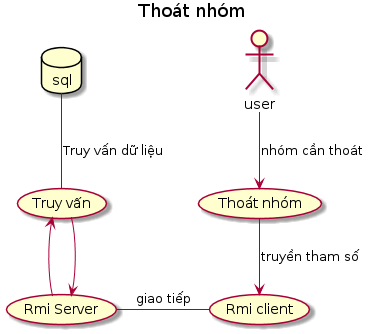 Thoát nhóm
sql
user
Truy vấn dữ liệu
nhóm cần thoát
Truy vấn
Thoát nhóm
truyền tham số
Rmi Server
giao tiếp
Rmi client